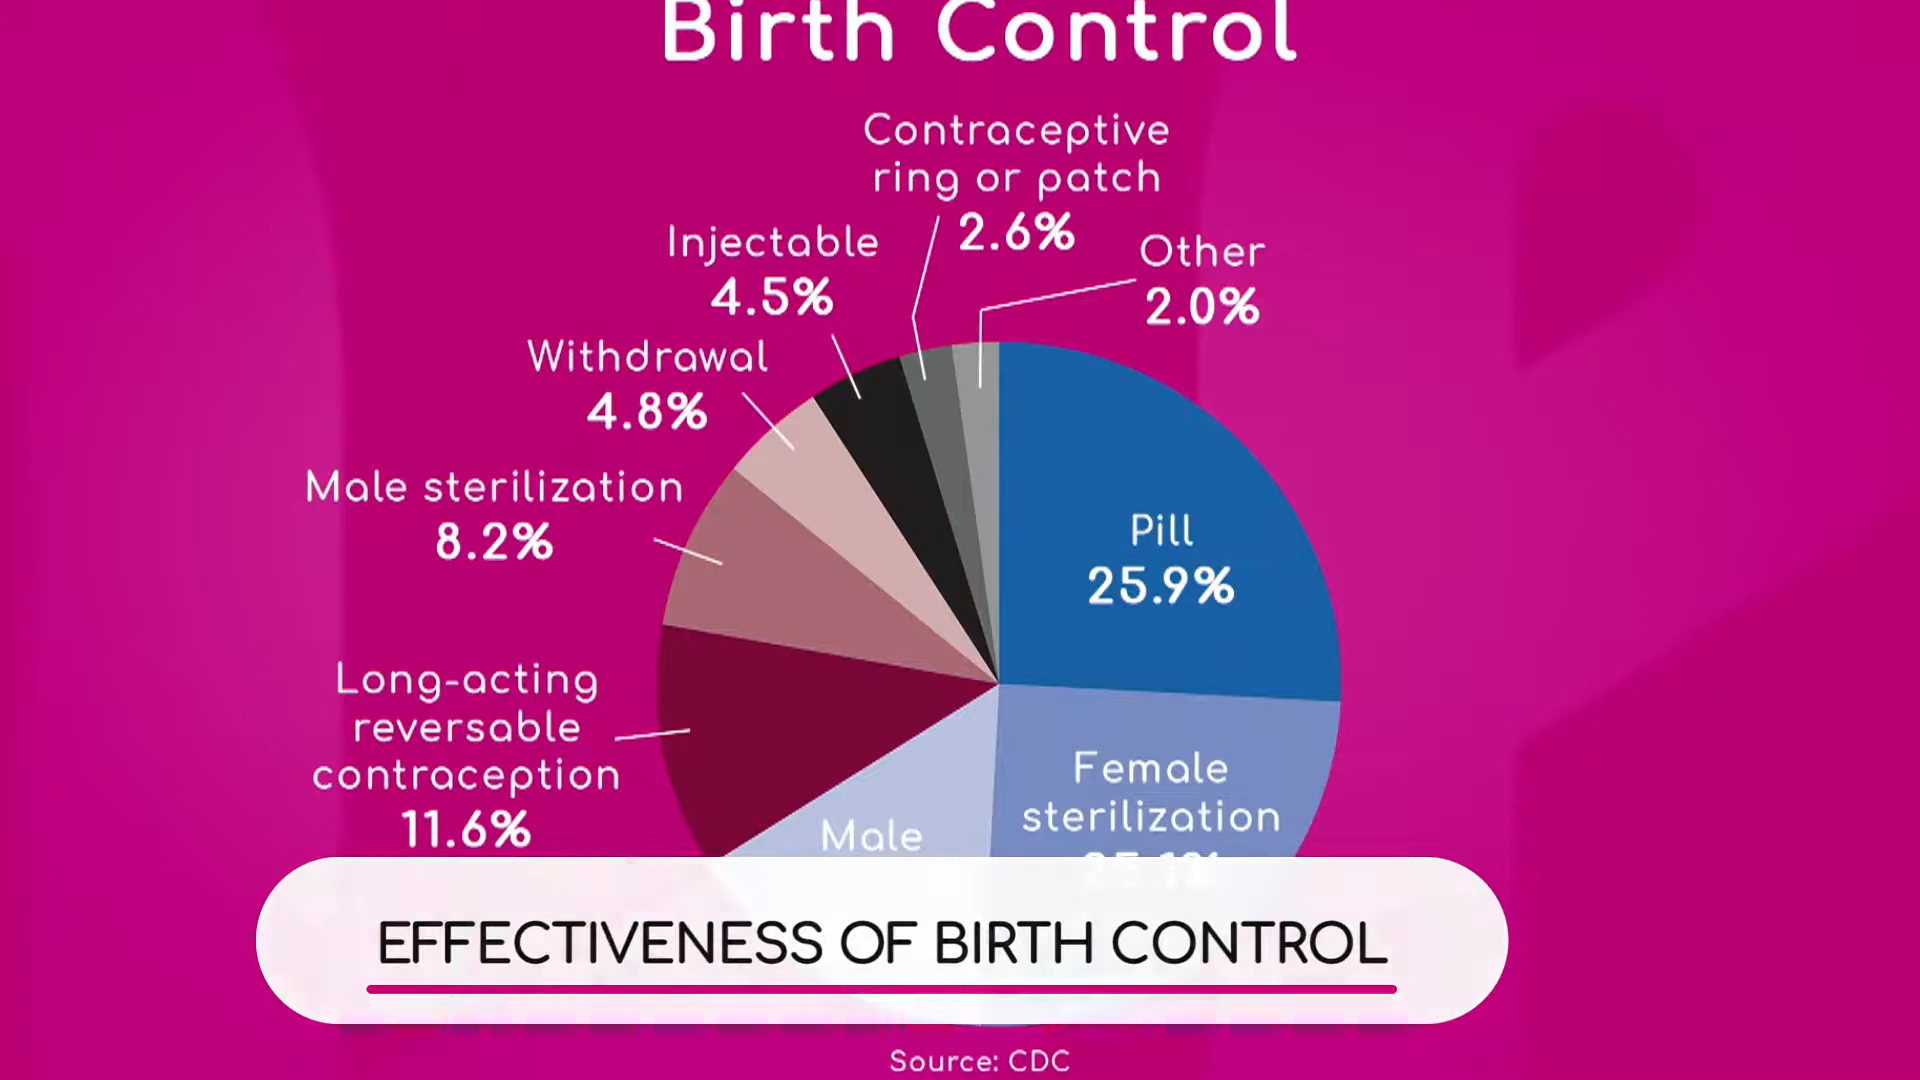 Birth Control
Contraceptive
ring or patch
2.6%
Other
2.0%
Injectable
4.5%
Withdrawal
4.8%
Male sterilization
8.2%
Pill
25.9%
Long-acting
reversable
contraception
11.6%
Female
sterilization
25.1%
Male
EFFECTIVENESS OF BIRTH CONTROL
Source: CDC